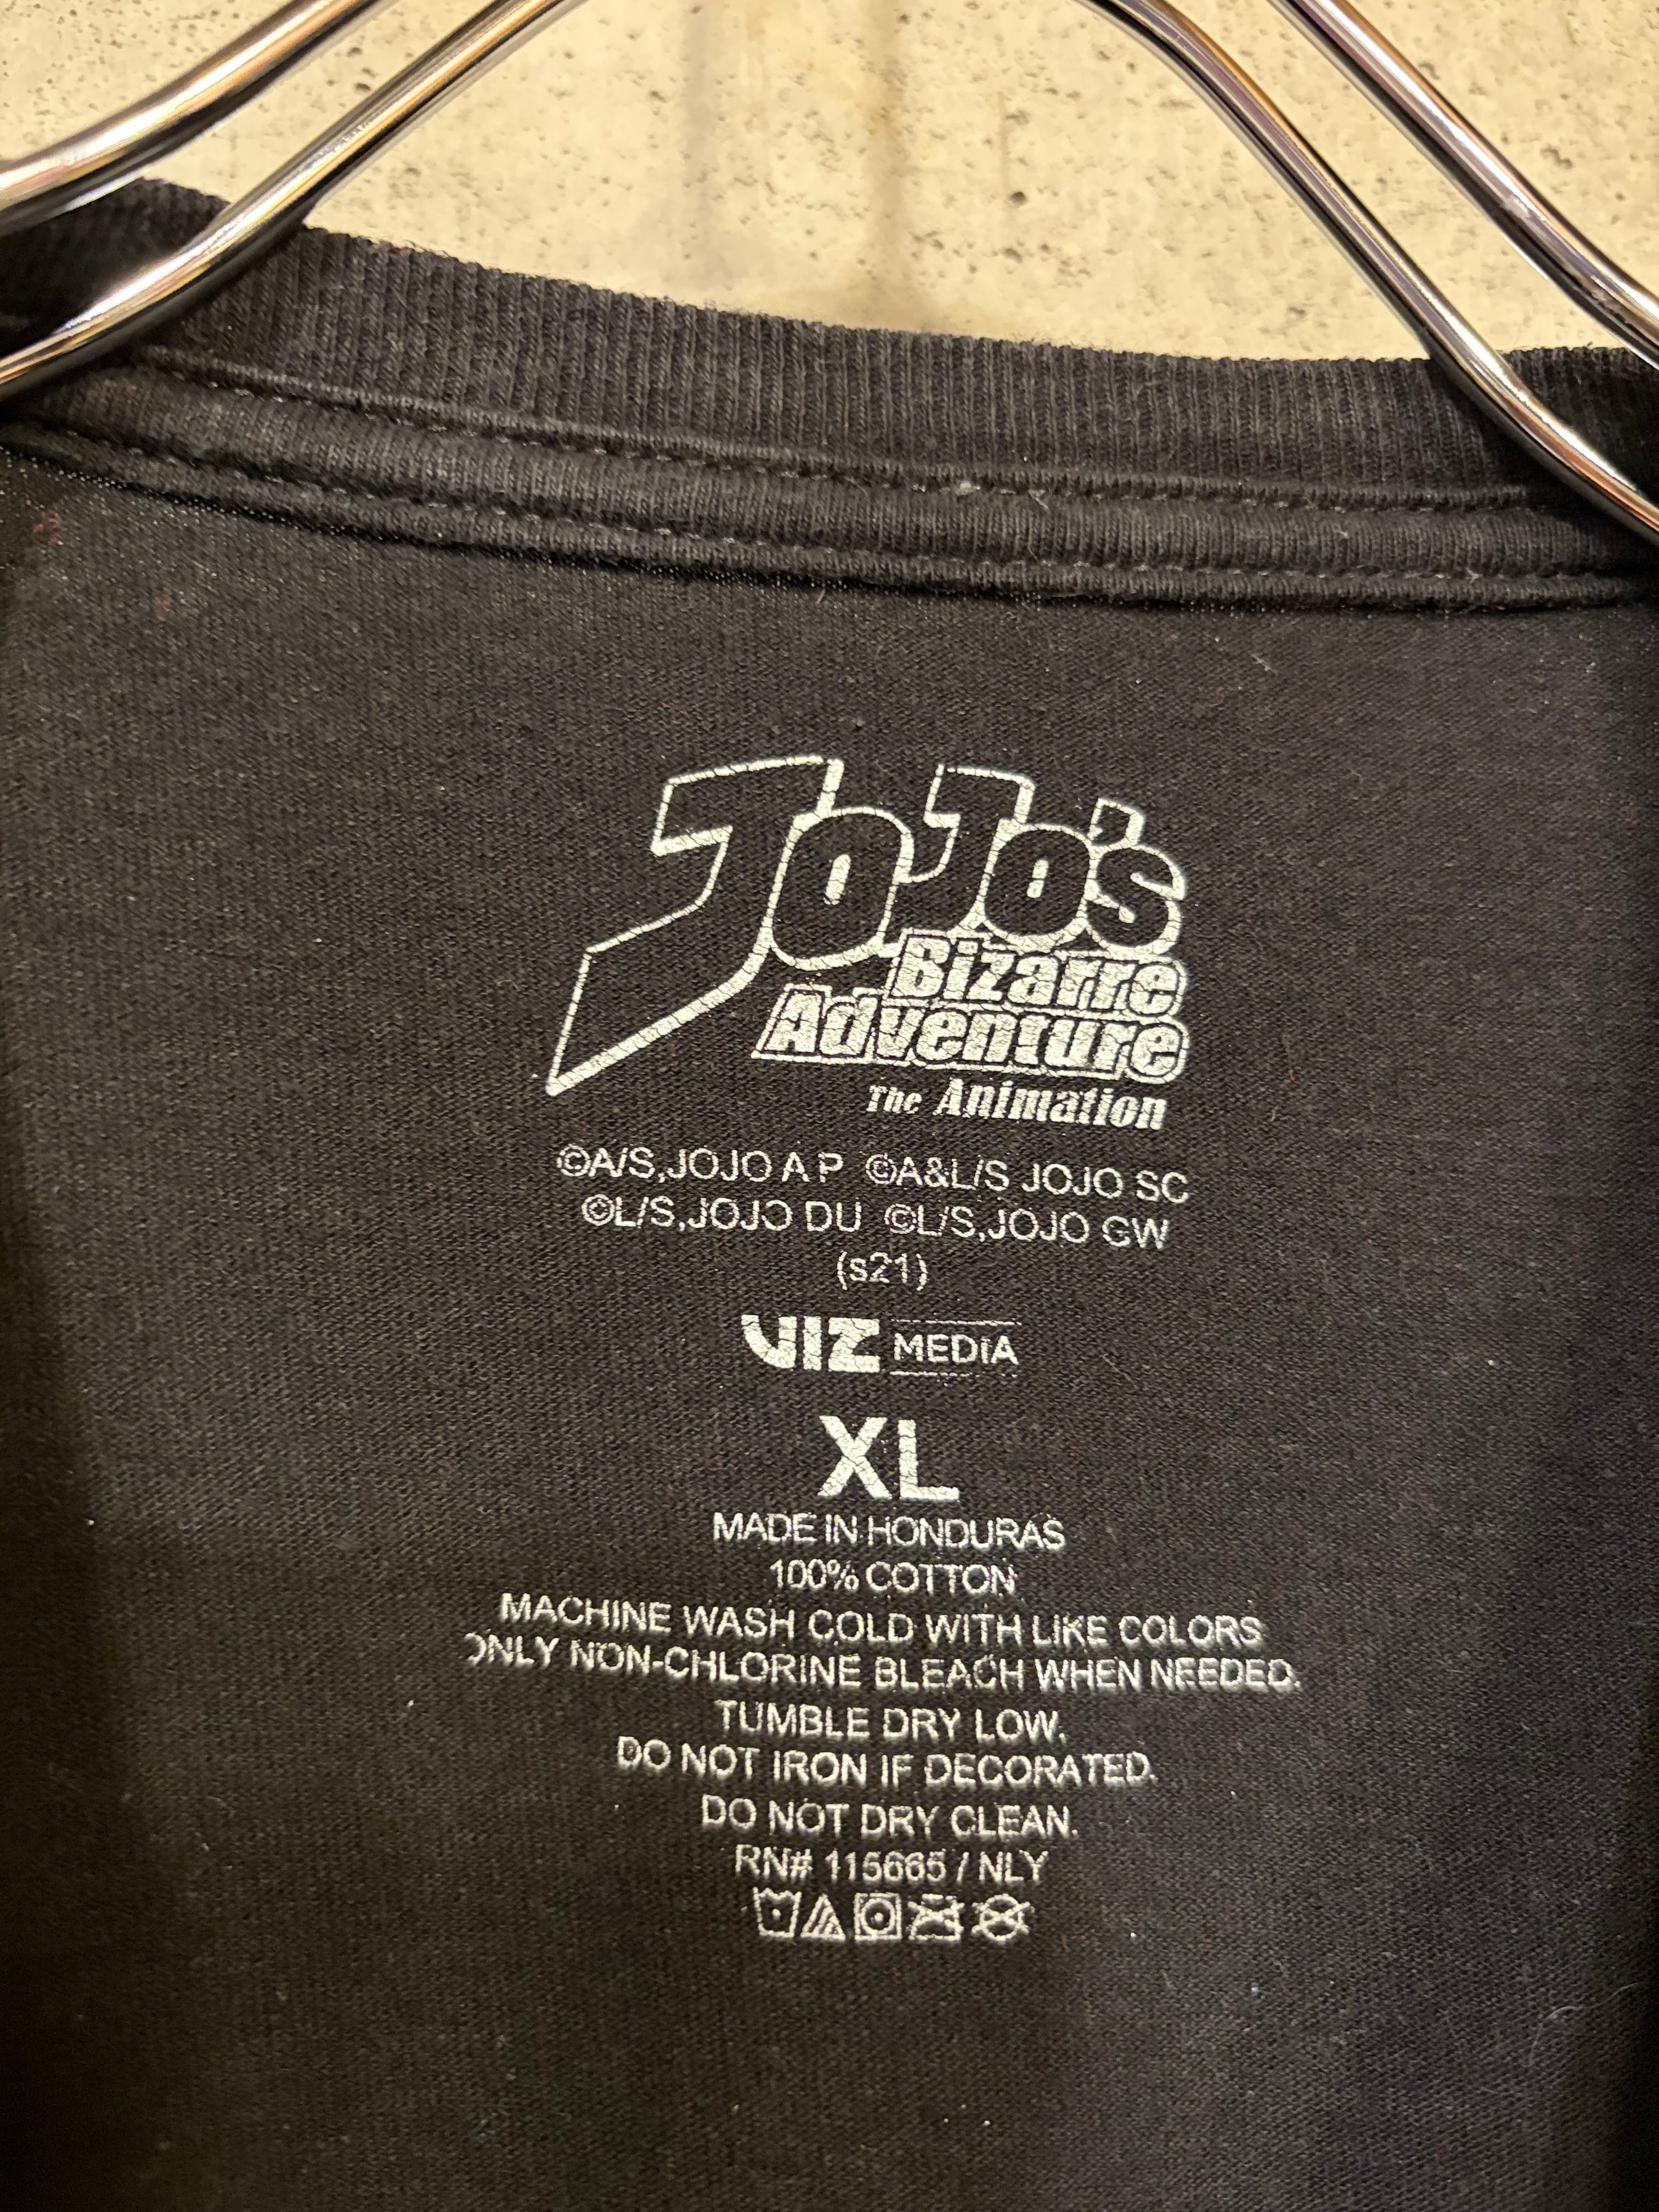 JoJo's
Bizarre
Adventure
The Animation
©A/S,JOJO A P ©A&L/S JOJO SC
©L/S,JOJO DU ©L/S,JOJO GW
(s21)
VIZ MEDIA
XL
MADE IN HONDURAS
100% COTTON
MACHINE WASH COLD WITH LIKE COLORS
ONLY NON-CHLORINE BLEACH WHEN NEEDED.
TUMBLE DRY LOW.
DO NOT IRON IF DECORATED.
DO NOT DRY CLEAN.
RN# 115665 / NLY